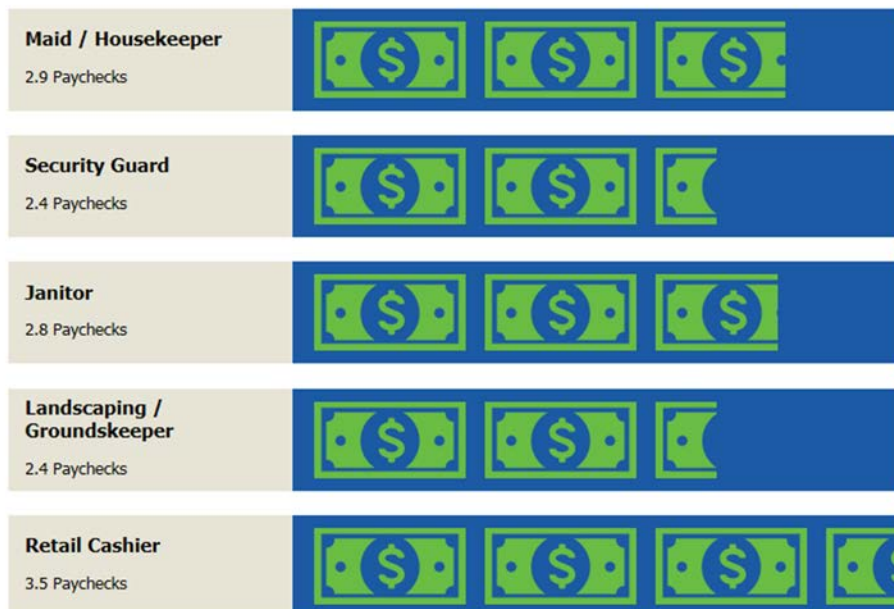 Maid / Housekeeper
2.9 Paychecks
$ $ $
Security Guard
2.4 Paychecks
$ $
Janitor
2.8 Paychecks
$ $ $
Landscaping /
Groundskeeper
2.4 Paychecks
$ $
Retail Cashier
3.5 Paychecks
$ $ $ $